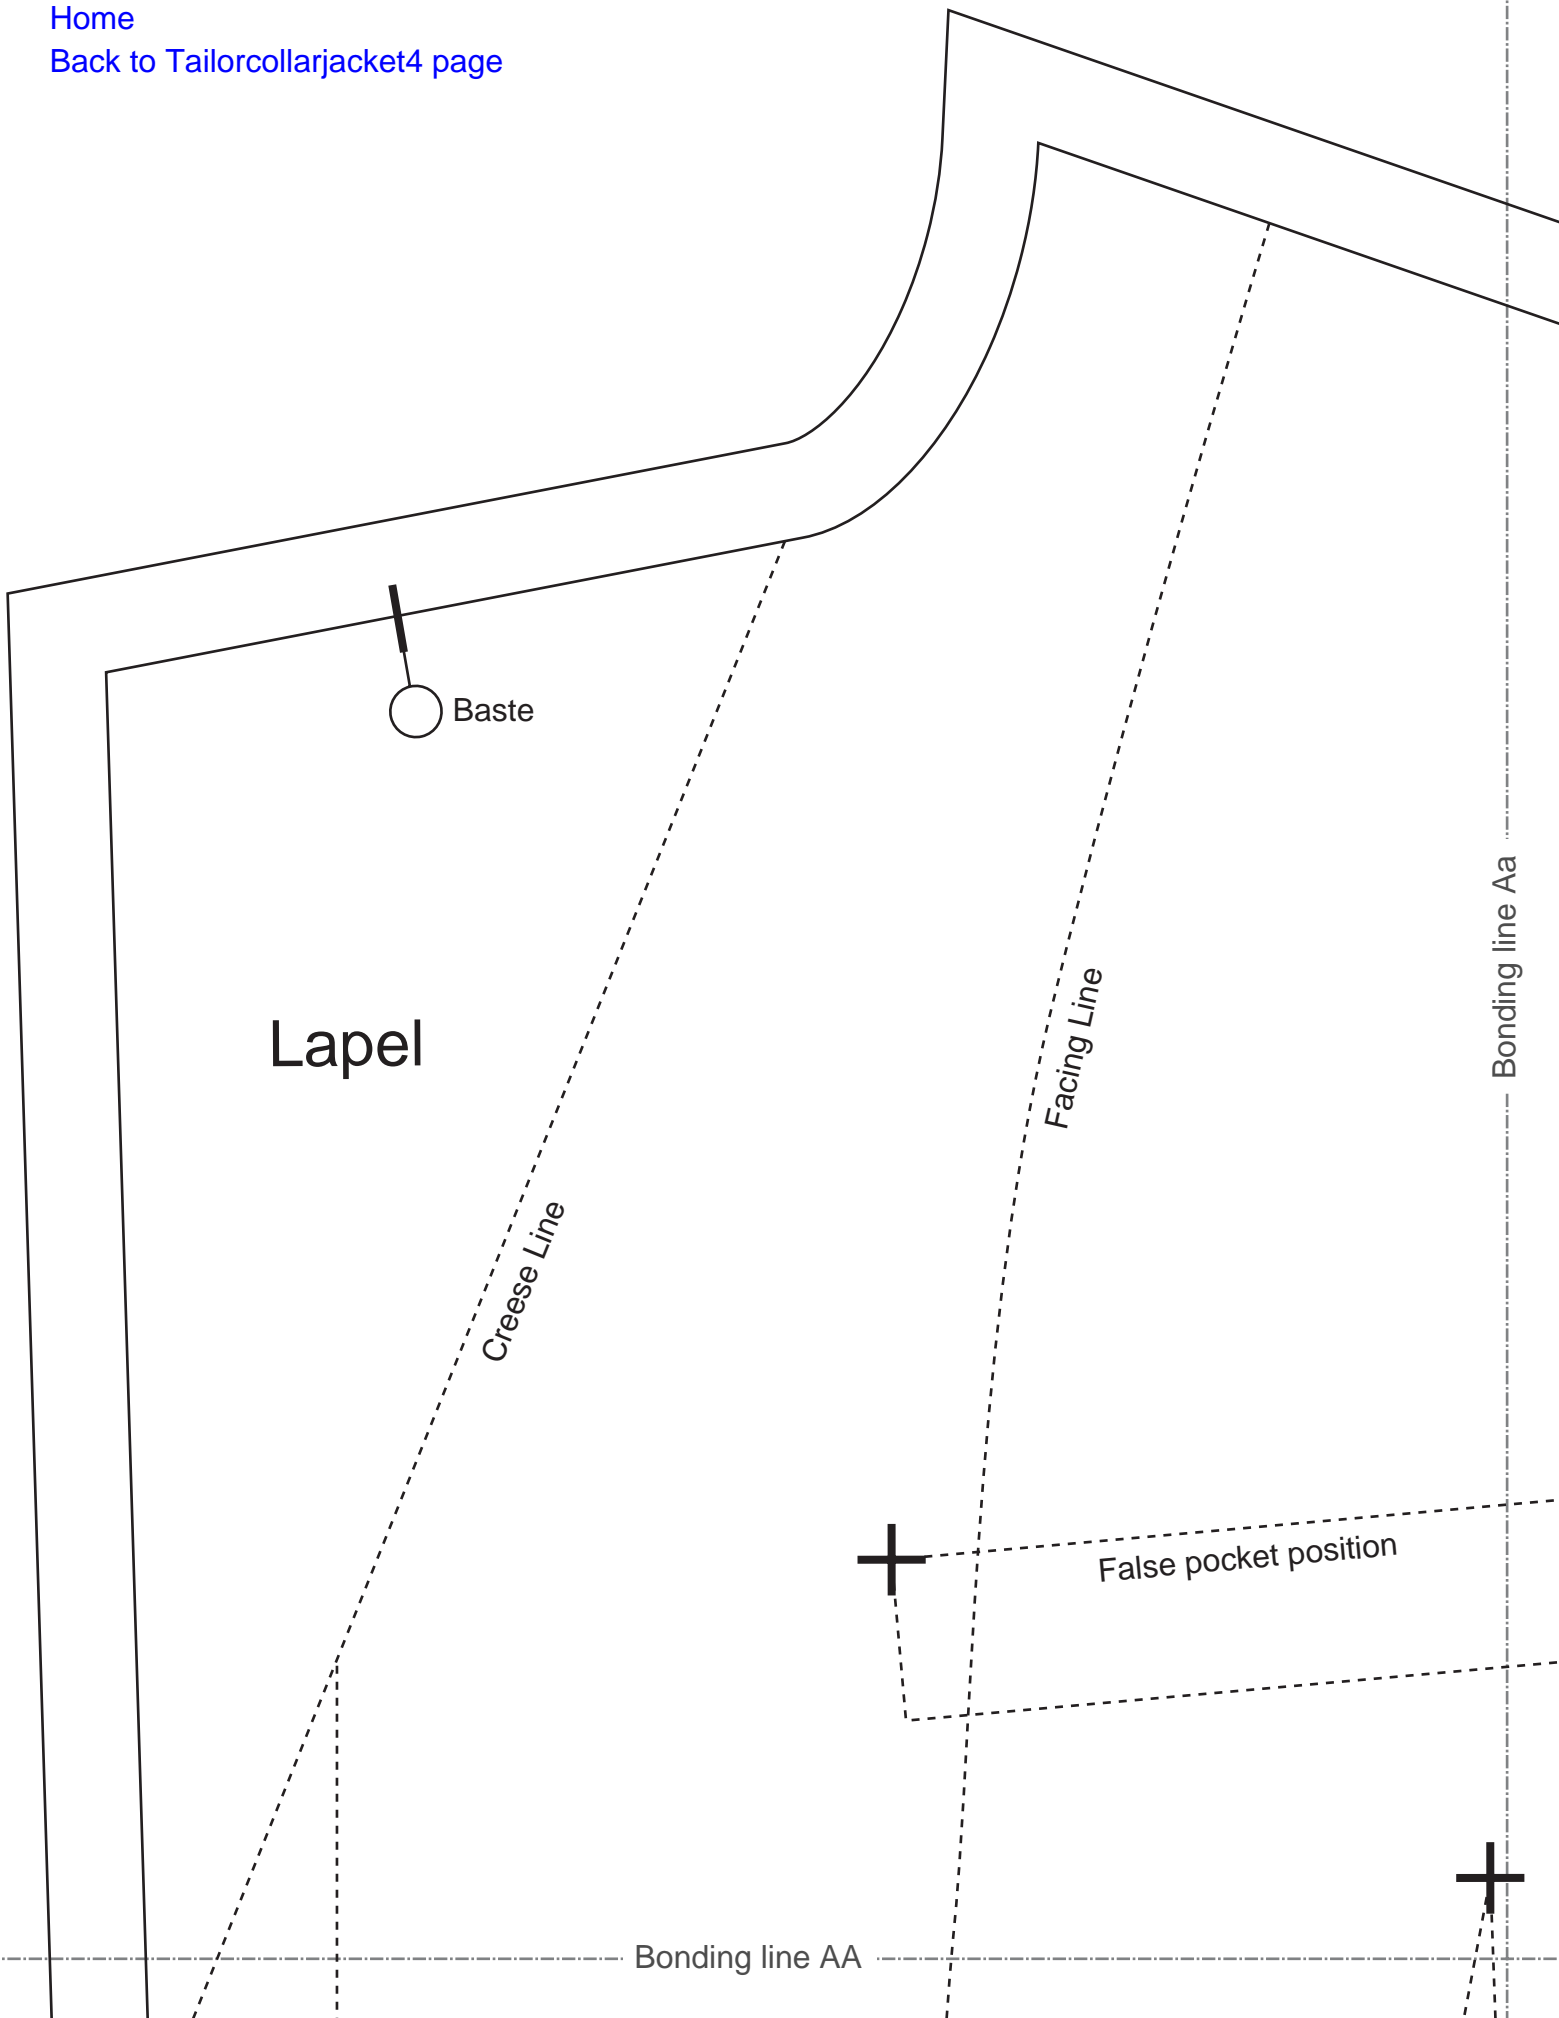 Home
Back to Tailorcollarjacket4 page
Baste
Lapel
Creese Line
Facing Line
Bonding line Aa
False pocket position
Bonding line AA